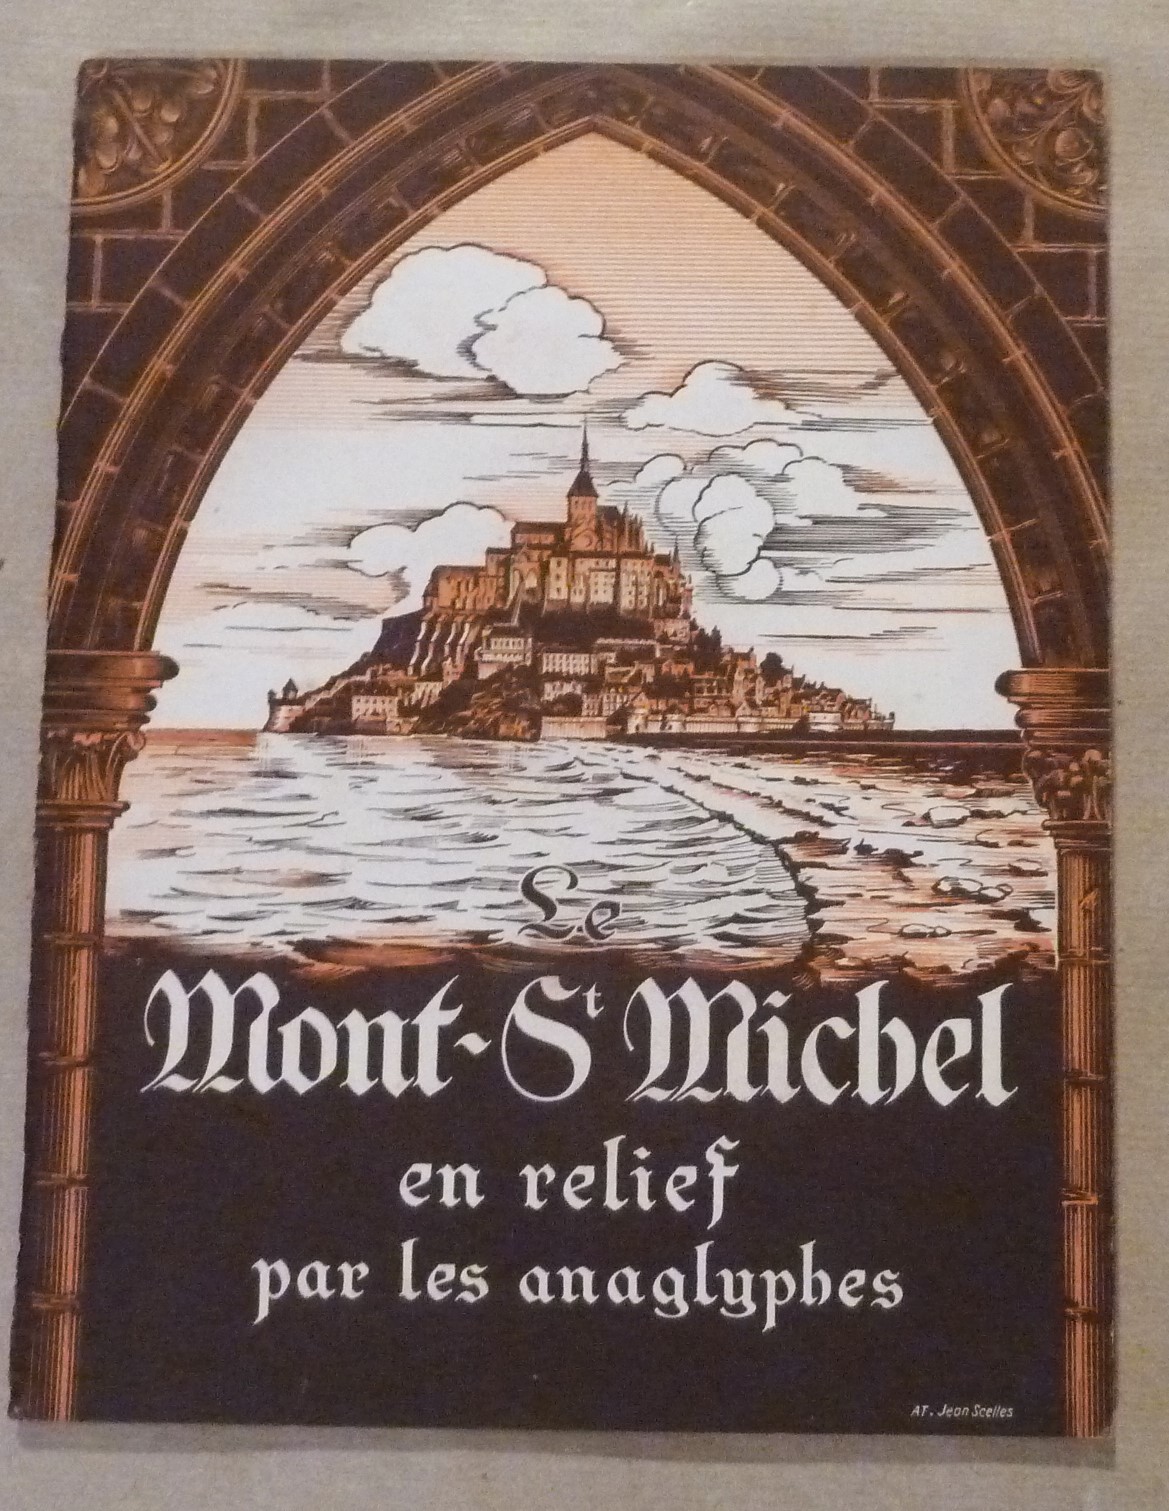 Le
Mont-St Michel
en relief
par les anaglyphes
AT. Jean Scelles